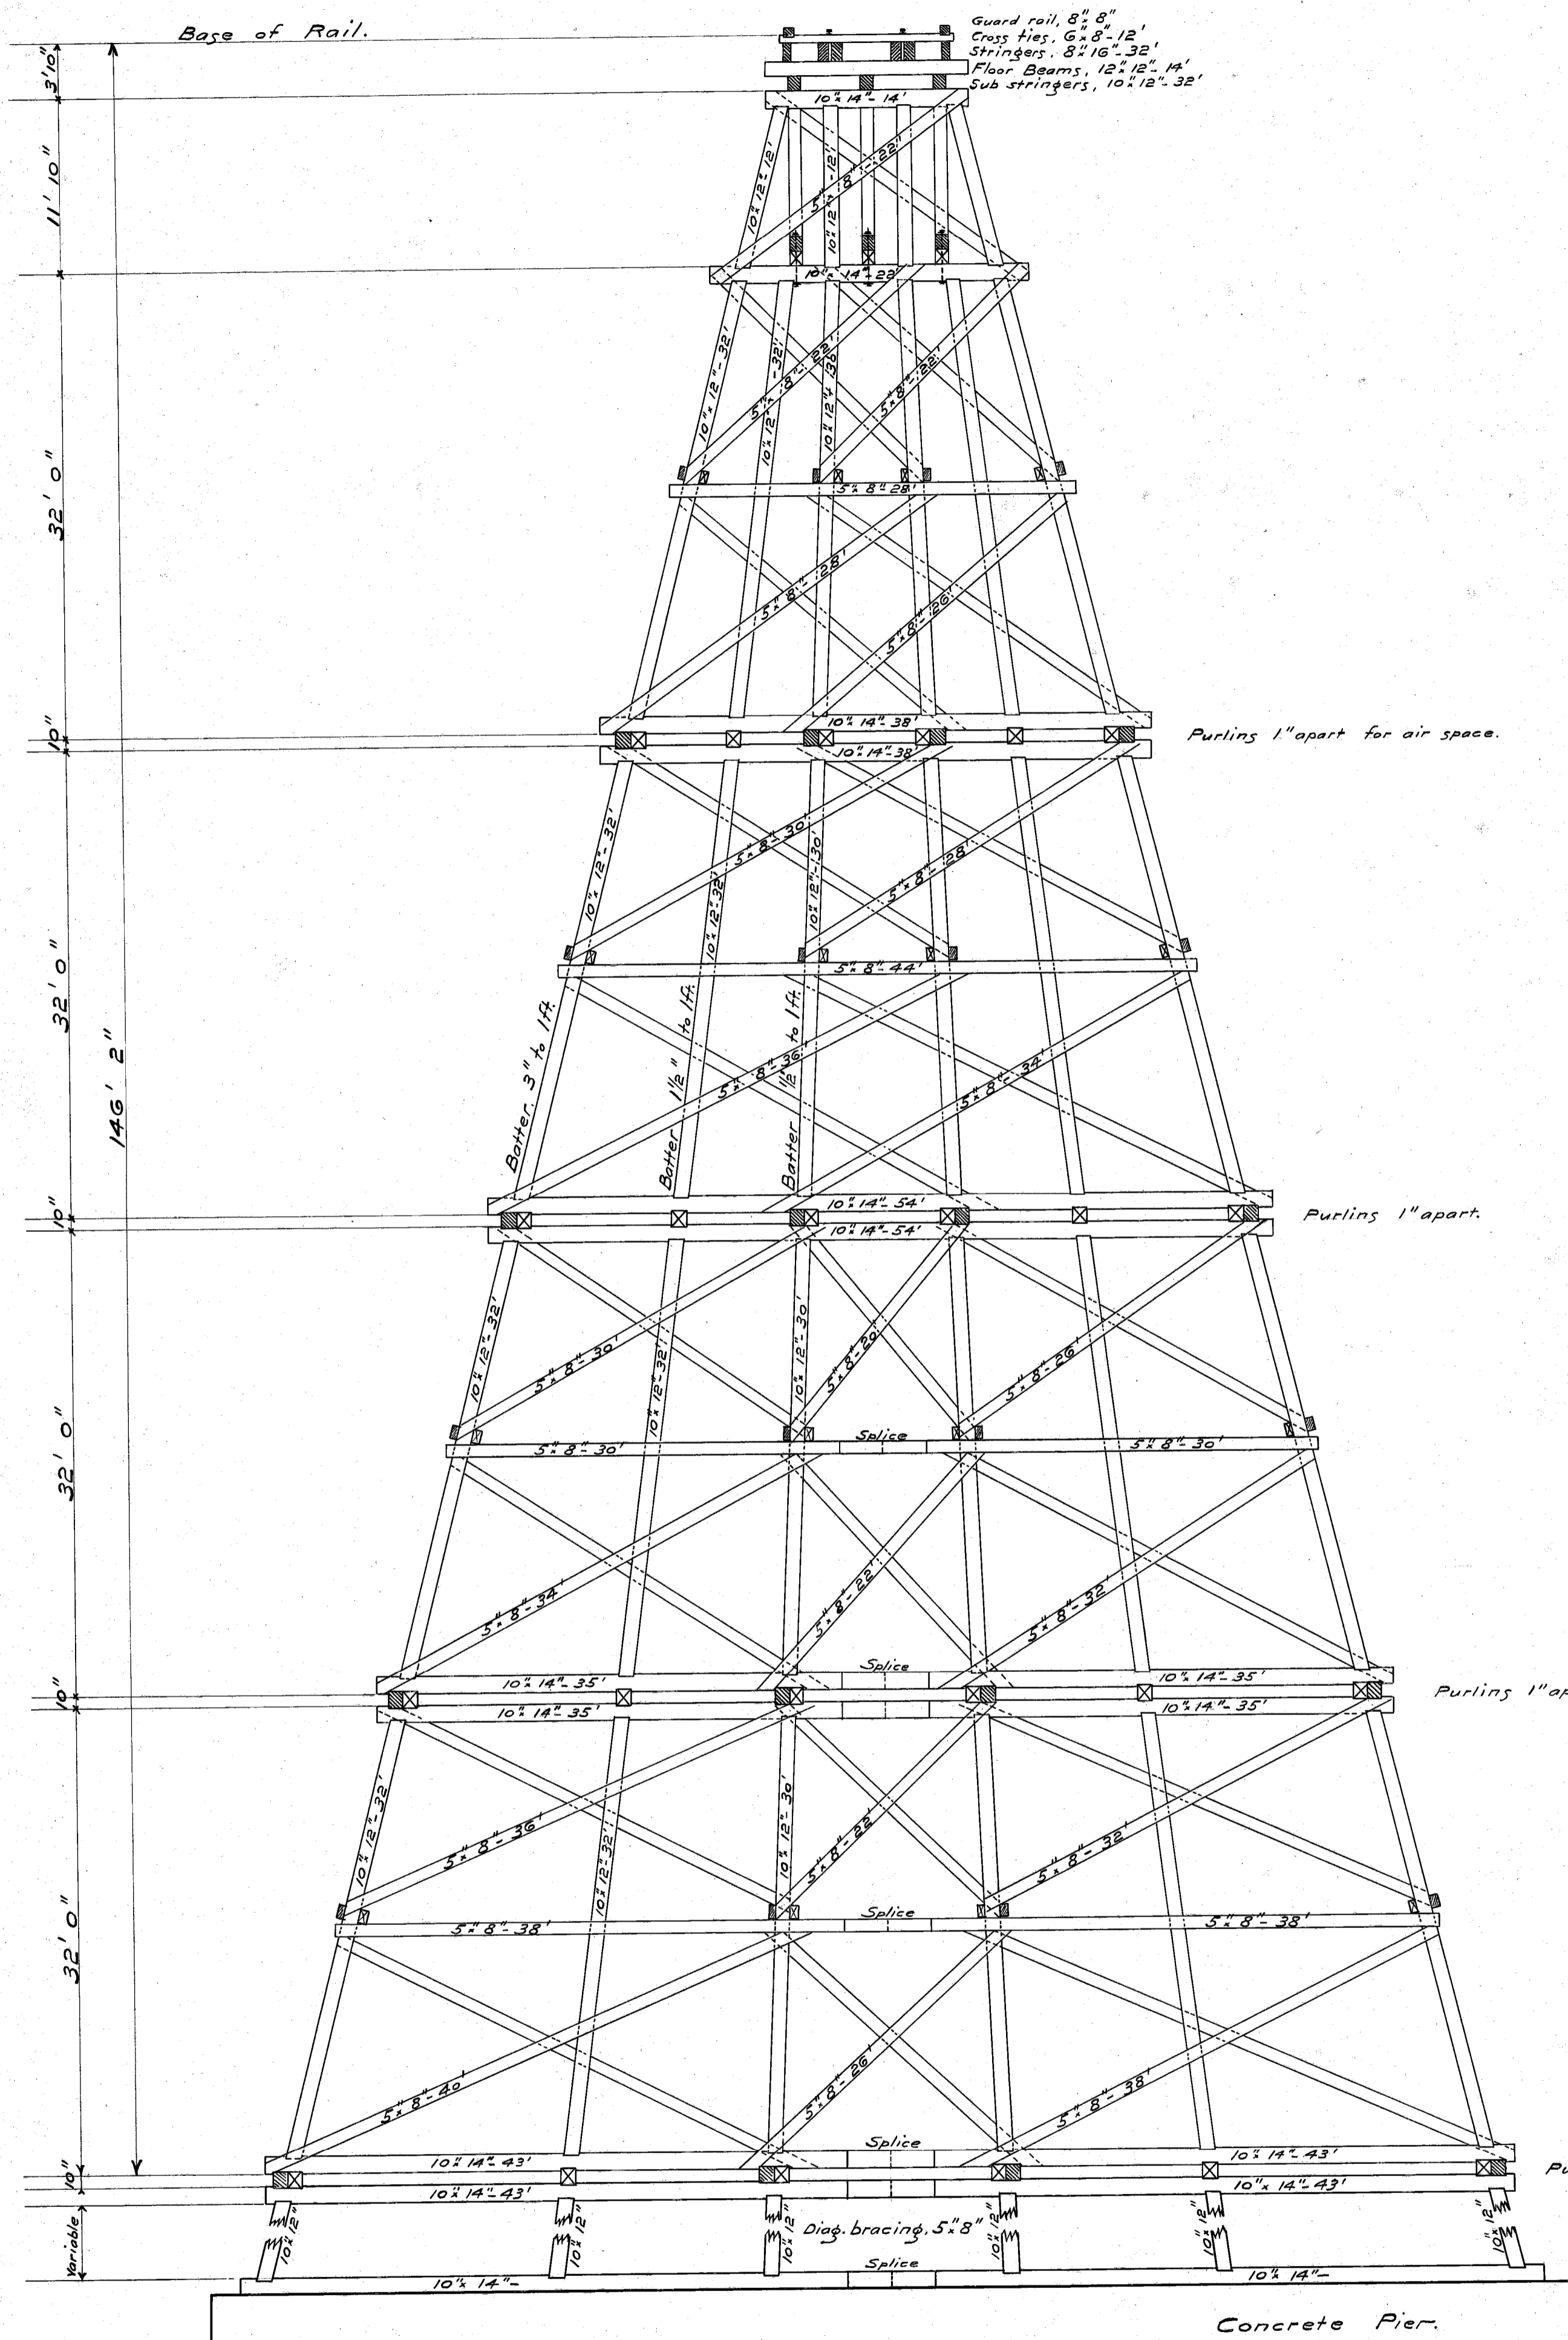 Base of Rail.
Guard rail, 8"x 8"
Cross ties, 6"x 8"-12'
Stringers, 8"x 16"-32'
Floor Beams, 12"x 12"-14'
Sub stringers, 10"x 12"-32'
3'10"
10"x 14"-14'
11' 10"
10"x 12"-12'
10"x 12"-12'
5"x 8"-22'
10"x 14"-22'
32' 0"
10"x 12"-32'
10"x 12"-32'
10"x 12"-30'
5"x 8"-22'
5"x 8"-22'
5"x 8"-28'
5"x 8"-28'
5"x 8"-26'
10"x 14"-38'
10"
Purlins 1" apart for air space.
10"x 14"-38'
32' 0"
146' 2"
10"x 12"-32'
10"x 12"-32'
10"x 12"-30'
5"x 8"-30'
5"x 8"-28'
5"x 8"-44'
Batter 3" to 1ft.
Batter 1 1/2" to 1ft.
Batter 1/2" to 1ft.
5"x 8"-36'
5"x 8"-34'
10"x 14"-54'
10"
Purlins 1" apart.
10"x 14"-54'
32' 0"
10"x 12"-32'
10"x 12"-32'
10"x 12"-30'
5"x 8"-30'
5"x 8"-20'
5"x 8"-26'
5"x 8"-30'
Splice
5"x 8"-30'
5"x 8"-34'
5"x 8"-22'
5"x 8"-32'
10"x 14"-35'
Splice
10"x 14"-35'
10"
Purlins 1" ap
10"x 14"-35'
10"x 14"-35'
32' 0"
10"x 12"-32'
10"x 12"-32'
10"x 12"-30'
5"x 8"-36'
5"x 8"-22'
5"x 8"-32'
5"x 8"-38'
Splice
5"x 8"-38'
5"x 8"-40'
5"x 8"-26'
5"x 8"-38'
10"x 14"-43'
Splice
10"x 14"-43'
10"
Pu
10"x 14"-43'
10"x 14"-43'
Variable
10"x 12"
10"x 12"
10"x 12"
Diag. bracing, 5"x 8"
10"x 12"
10"x 12"
10"x 12"
10"x 14"-
Splice
10"x 14"-
Concrete Pier.